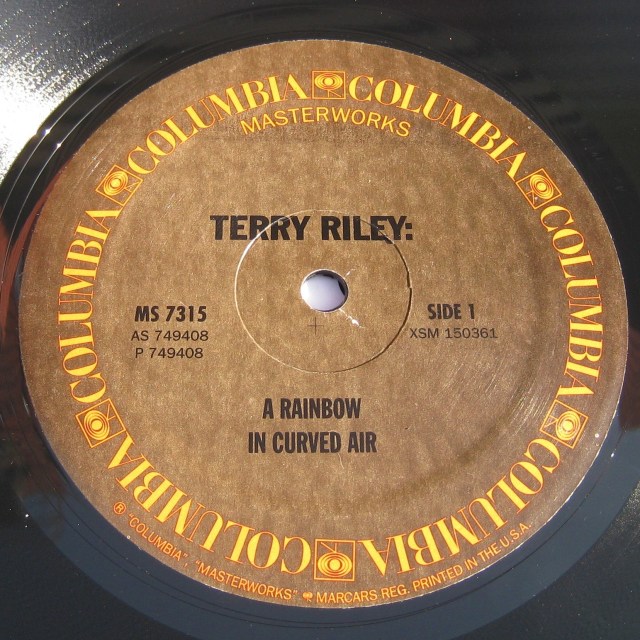 COLUMBIA COLUMBIA COLUMBIA COLUMBIA COLUMBIA COLUMBIA COLUMBIA COLUMBIA
MASTERWORKS
TERRY RILEY:
MS 7315
AS 749408
P 749408
SIDE 1
XSM 150361
A RAINBOW
IN CURVED AIR
® "COLUMBIA", "MASTERWORKS" MARCAS REG. PRINTED IN THE U.S.A.